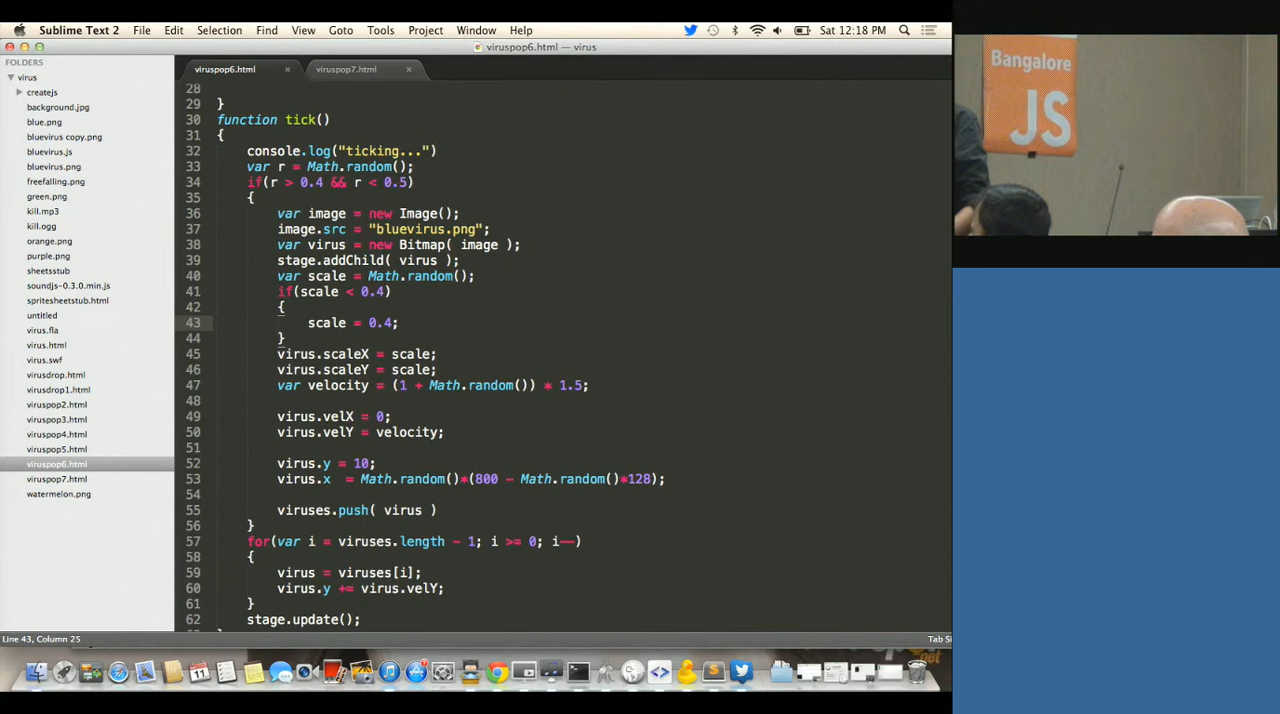 Sublime Text 2 File Edit Selection Find View Goto Tools Project Window Help Sat 12:18 PM
viruspop6.html — virus
FOLDERS
virus
createjs
background.jpg
blue.png
bluevirus copy.png
bluevirus.js
bluevirus.png
freefalling.png
green.png
kill.mp3
kill.ogg
orange.png
purple.png
sheetsstub
soundjs-0.3.0.min.js
spritesheetstub.html
untitled
virus.fla
virus.html
virus.swf
virusdrop.html
virusdrop1.html
viruspop2.html
viruspop3.html
viruspop4.html
viruspop5.html
viruspop6.html
viruspop7.html
watermelon.png
viruspop6.html × viruspop7.html ×
28
29 }
30 function tick()
31 {
32 console.log("ticking...")
33 var r = Math.random();
34 if(r > 0.4 && r < 0.5)
35 {
36 var image = new Image();
37 image.src = "bluevirus.png";
38 var virus = new Bitmap( image );
39 stage.addChild( virus );
40 var scale = Math.random();
41 if(scale < 0.4)
42 {
43 scale = 0.4;
44 }
45 virus.scaleX = scale;
46 virus.scaleY = scale;
47 var velocity = (1 + Math.random()) * 1.5;
48
49 virus.velX = 0;
50 virus.velY = velocity;
51
52 virus.y = 10;
53 virus.x = Math.random()*(800 - Math.random()*128);
54
55 viruses.push( virus )
56 }
57 for(var i = viruses.length - 1; i >= 0; i--)
58 {
59 virus = viruses[i];
60 virus.y += virus.velY;
61 }
62 stage.update();
Line 43, Column 25
Tab Si
11
.net
Bangalore
JS